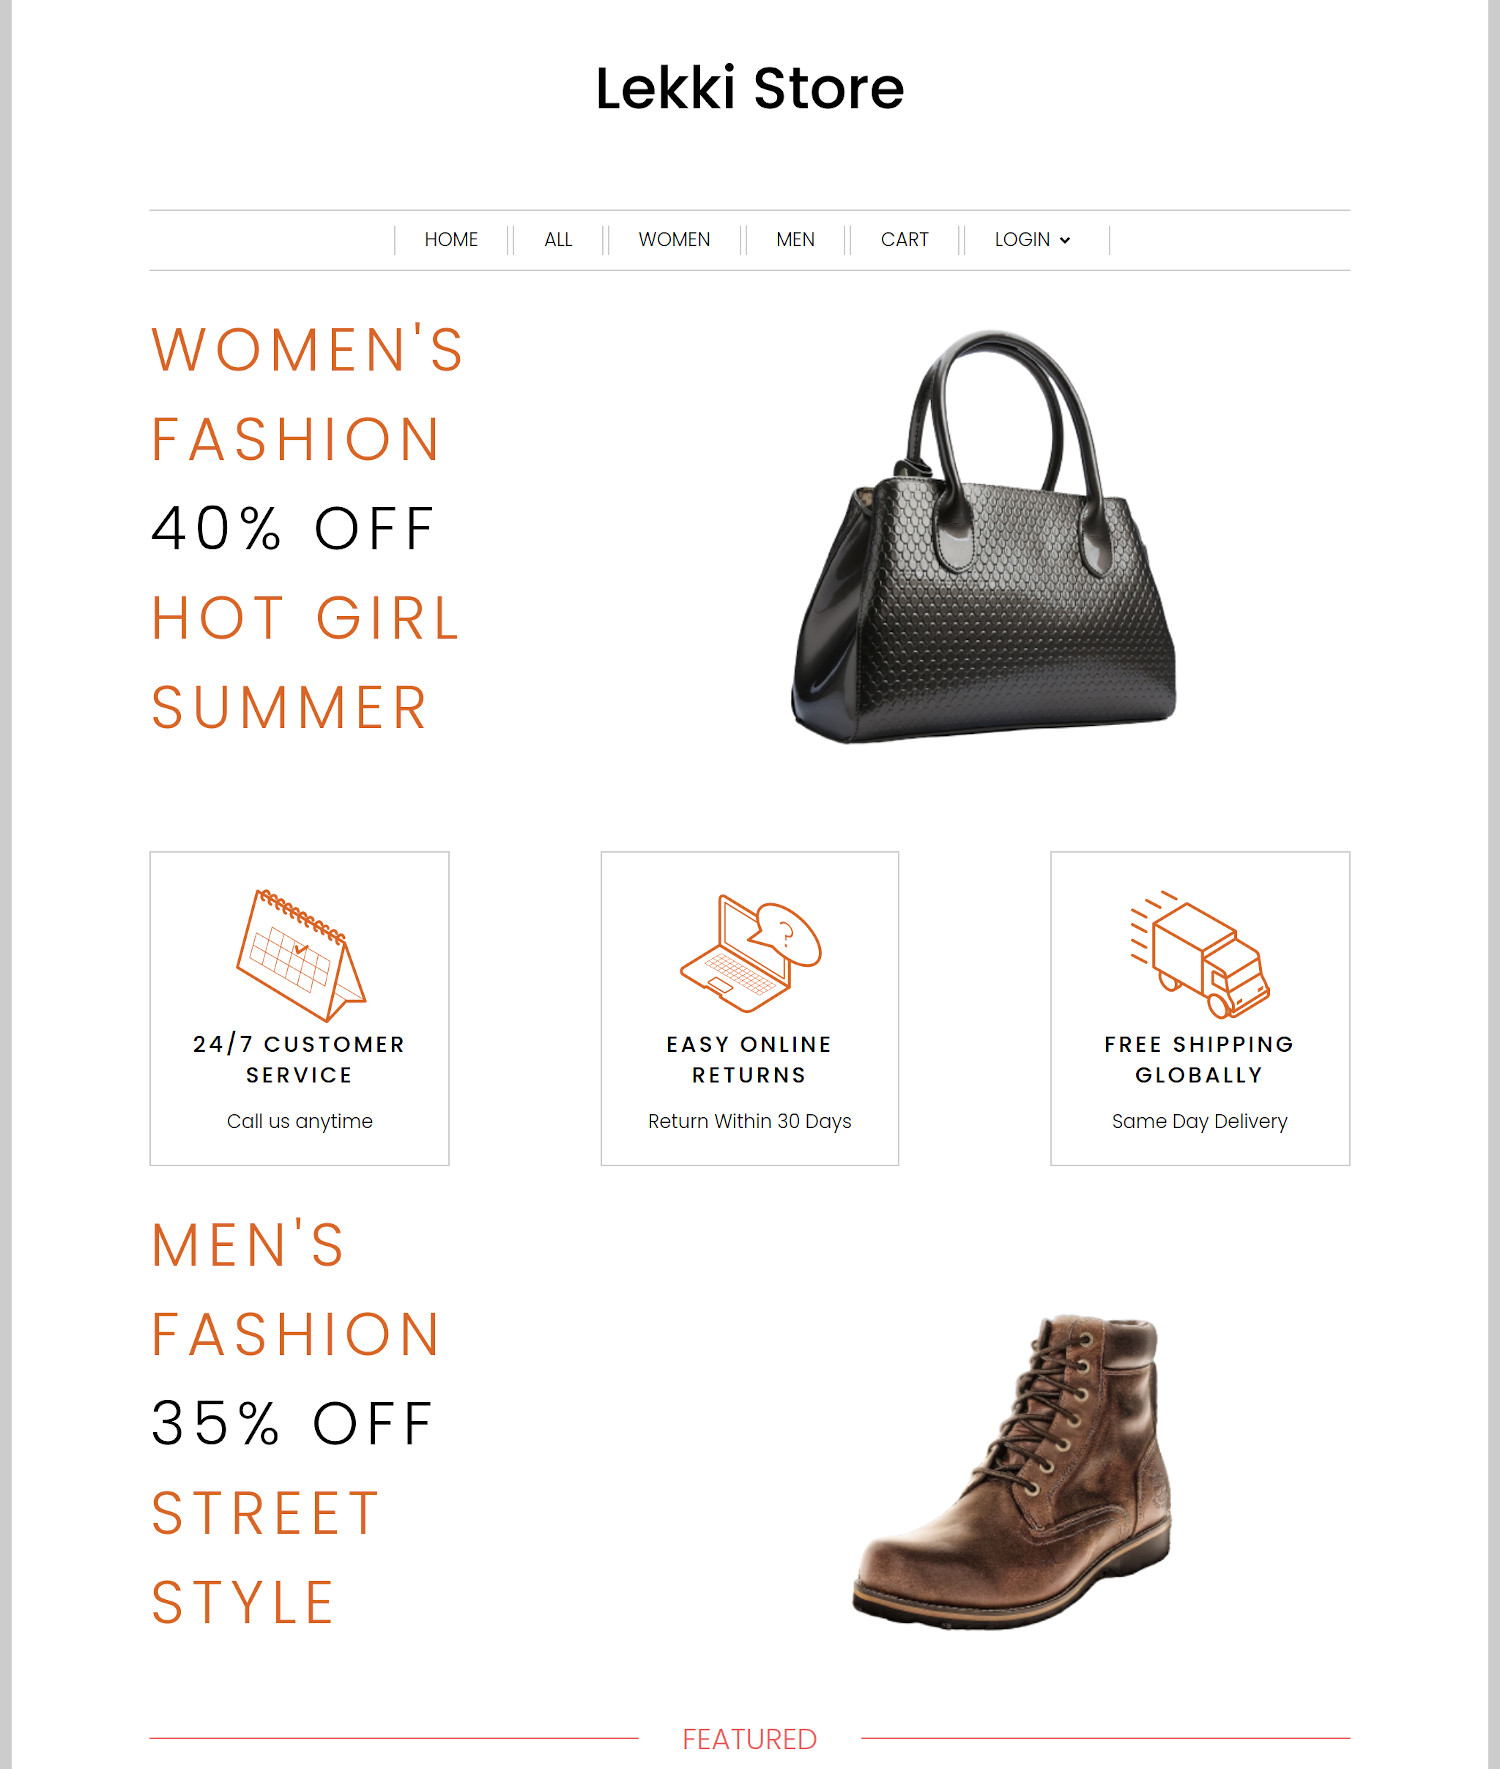 Lekki Store
HOME ALL WOMEN MEN CART LOGIN
WOMEN'S
FASHION
40% OFF
HOT GIRL
SUMMER
24/7 CUSTOMER
SERVICE
Call us anytime
EASY ONLINE
RETURNS
Return Within 30 Days
FREE SHIPPING
GLOBALLY
Same Day Delivery
MEN'S
FASHION
35% OFF
STREET
STYLE
FEATURED